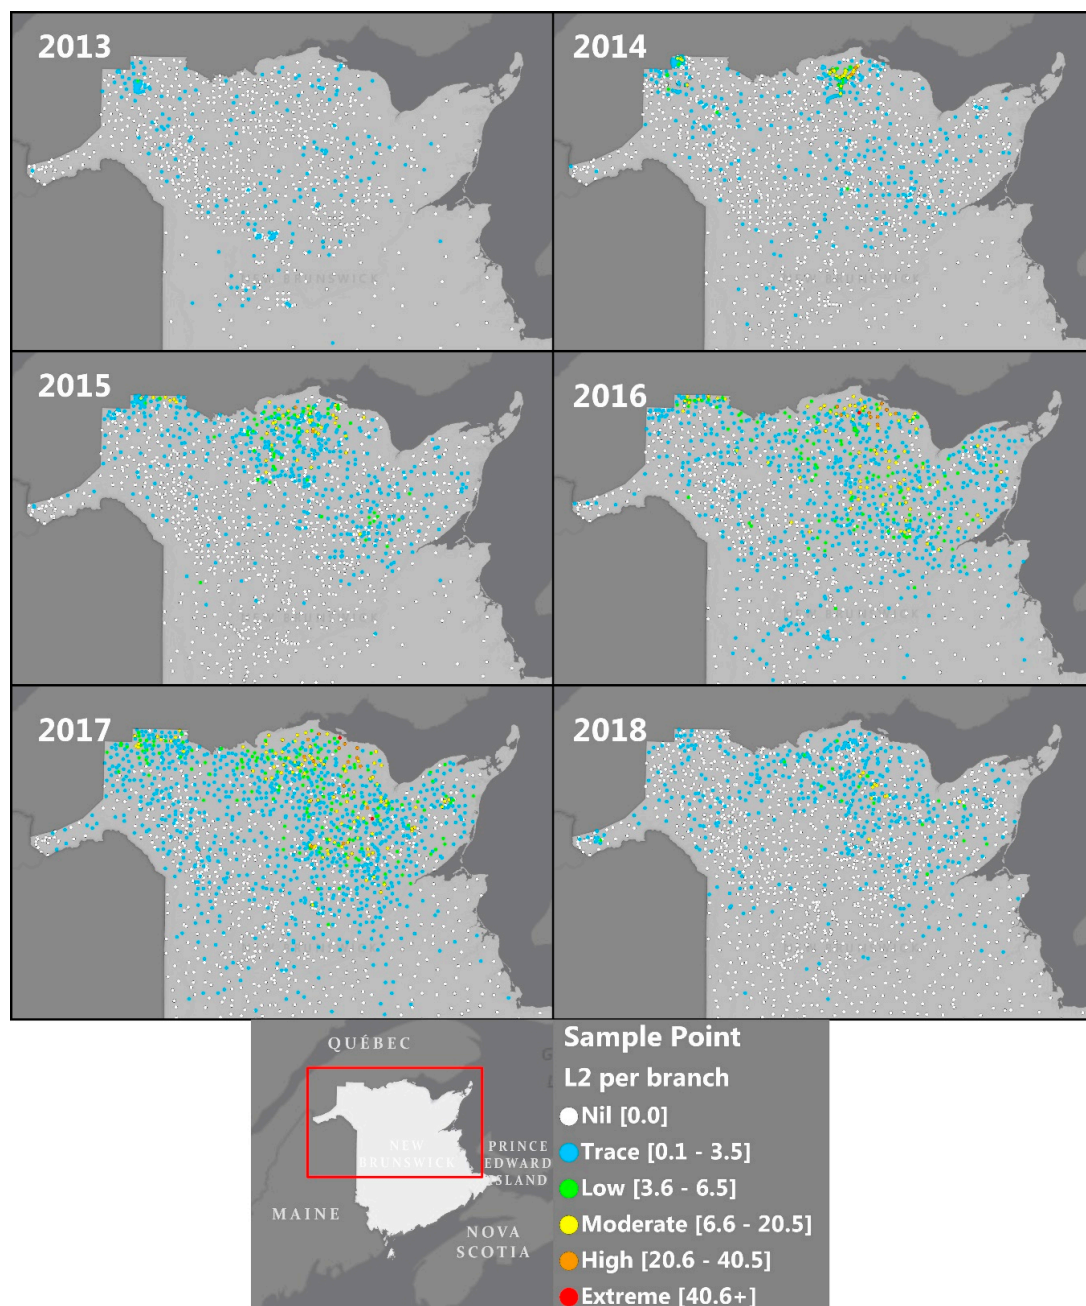 2013
2014
NEW BRUNSWICK
2015
2016
2017
2018
QUÉBEC
NEW
BRUNSWICK
PRINCE
EDWARD
ISLAND
MAINE
NOVA
SCOTIA
Sample Point
L2 per branch
Nil [0.0]
Trace [0.1 - 3.5]
Low [3.6 - 6.5]
Moderate [6.6 - 20.5]
High [20.6 - 40.5]
Extreme [40.6+]